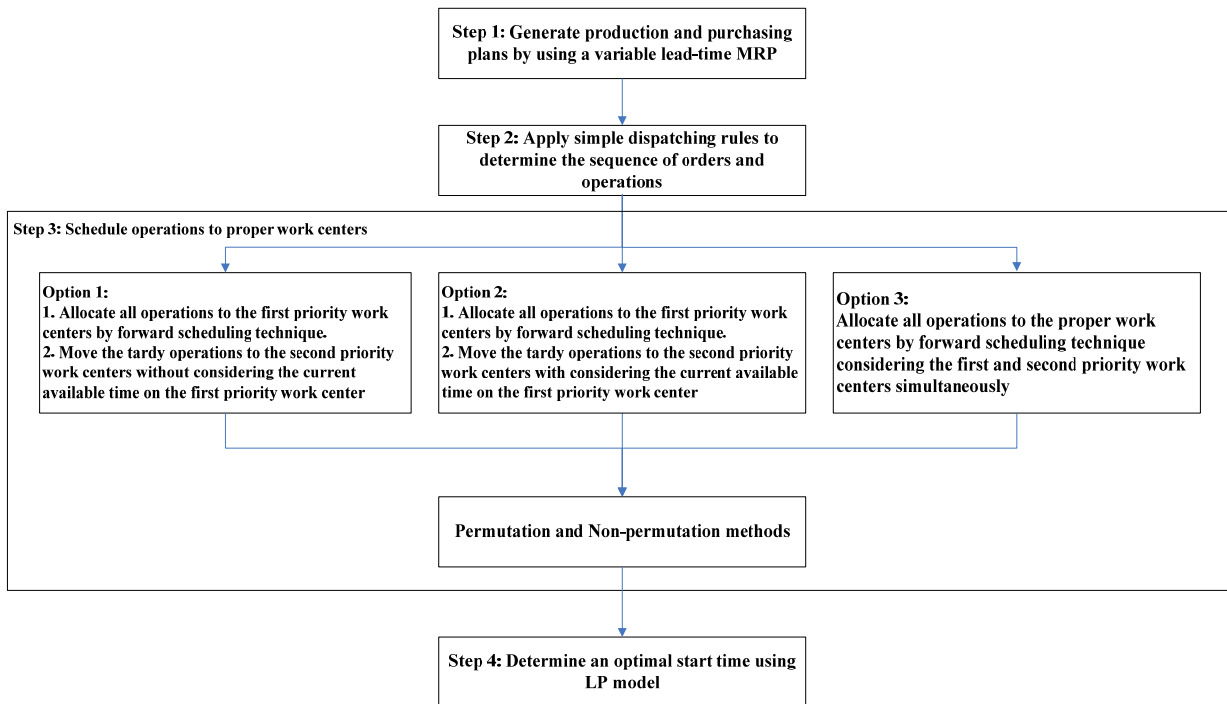 Step 1: Generate production and purchasing
plans by using a variable lead-time MRP
Step 2: Apply simple dispatching rules to
determine the sequence of orders and
operations
Step 3: Schedule operations to proper work centers
Option 1:
1. Allocate all operations to the first priority work
centers by forward scheduling technique.
2. Move the tardy operations to the second priority
work centers without considering the current
available time on the first priority work center
Option 2:
1. Allocate all operations to the first priority work
centers by forward scheduling technique.
2. Move the tardy operations to the second priority
work centers with considering the current available
time on the first priority work center
Option 3:
Allocate all operations to the proper work
centers by forward scheduling technique
considering the first and second priority work
centers simultaneously
Permutation and Non-permutation methods
Step 4: Determine an optimal start time using
LP model